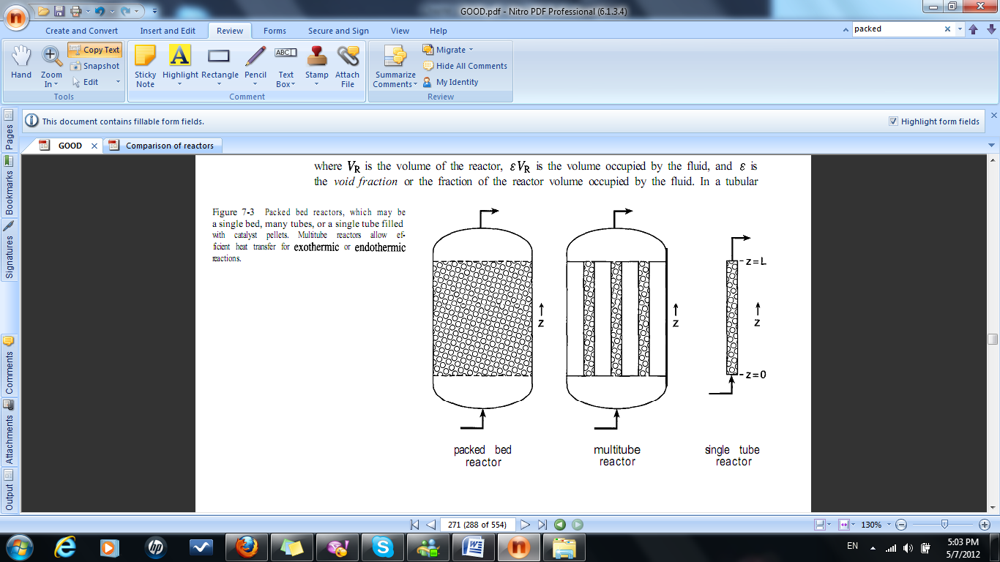 GOOD.pdf - Nitro PDF Professional (6.1.3.4)
Create and Convert Insert and Edit Review Forms Secure and Sign View Help
packed
Hand
Zoom
In
Copy Text
Snapshot
Edit
Tools
Sticky
Note
Highlight
Rectangle
Pencil
ABC
Text
Box
Stamp
Attach
File
Comment
Summarize
Comments
Migrate
Hide All Comments
My Identity
Review
This document contains fillable form fields.
Highlight form fields
GOOD
Comparison of reactors
Pages
Bookmarks
Signatures
Comments
Attachments
Output
where VR is the volume of the reactor, εVR is the volume occupied by the fluid, and ε is
the void fraction or the fraction of the reactor volume occupied by the fluid. In a tubular
Figure 7-3 Packed bed reactors, which may be
a single bed, many tubes, or a single tube filled
with catalyst pellets. Multitube reactors allow ef-
ficient heat transfer for exothermic or endothermic
reactions.
z
z
z=L
z
z=0
packed bed
reactor
multitube
reactor
single tube
reactor
271 (288 of 554)
130%
EN
5:03 PM
5/7/2012